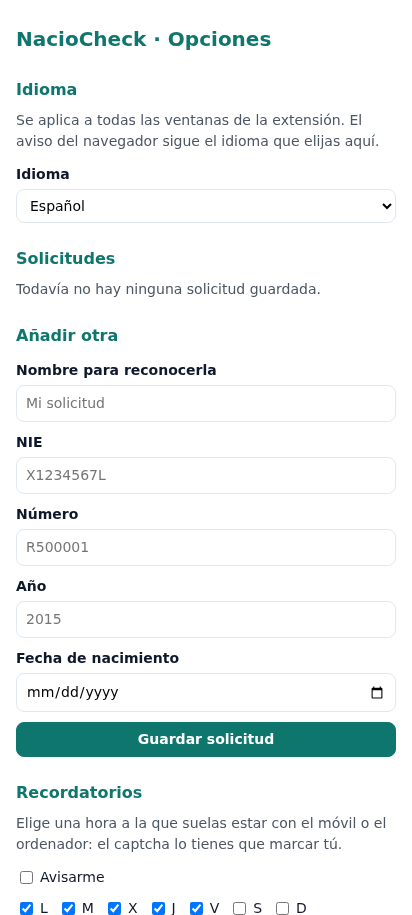 NacioCheck · Opciones
Idioma
Se aplica a todas las ventanas de la extensión. El
aviso del navegador sigue el idioma que elijas aquí.
Idioma
Español
Solicitudes
Todavía no hay ninguna solicitud guardada.
Añadir otra
Nombre para reconocerla
Mi solicitud
NIE
X1234567L
Número
R500001
Año
2015
Fecha de nacimiento
mm/dd/yyyy
Guardar solicitud
Recordatorios
Elige una hora a la que suelas estar con el móvil o el
ordenador: el captcha lo tienes que marcar tú.
Avisarme
L M X J V S D